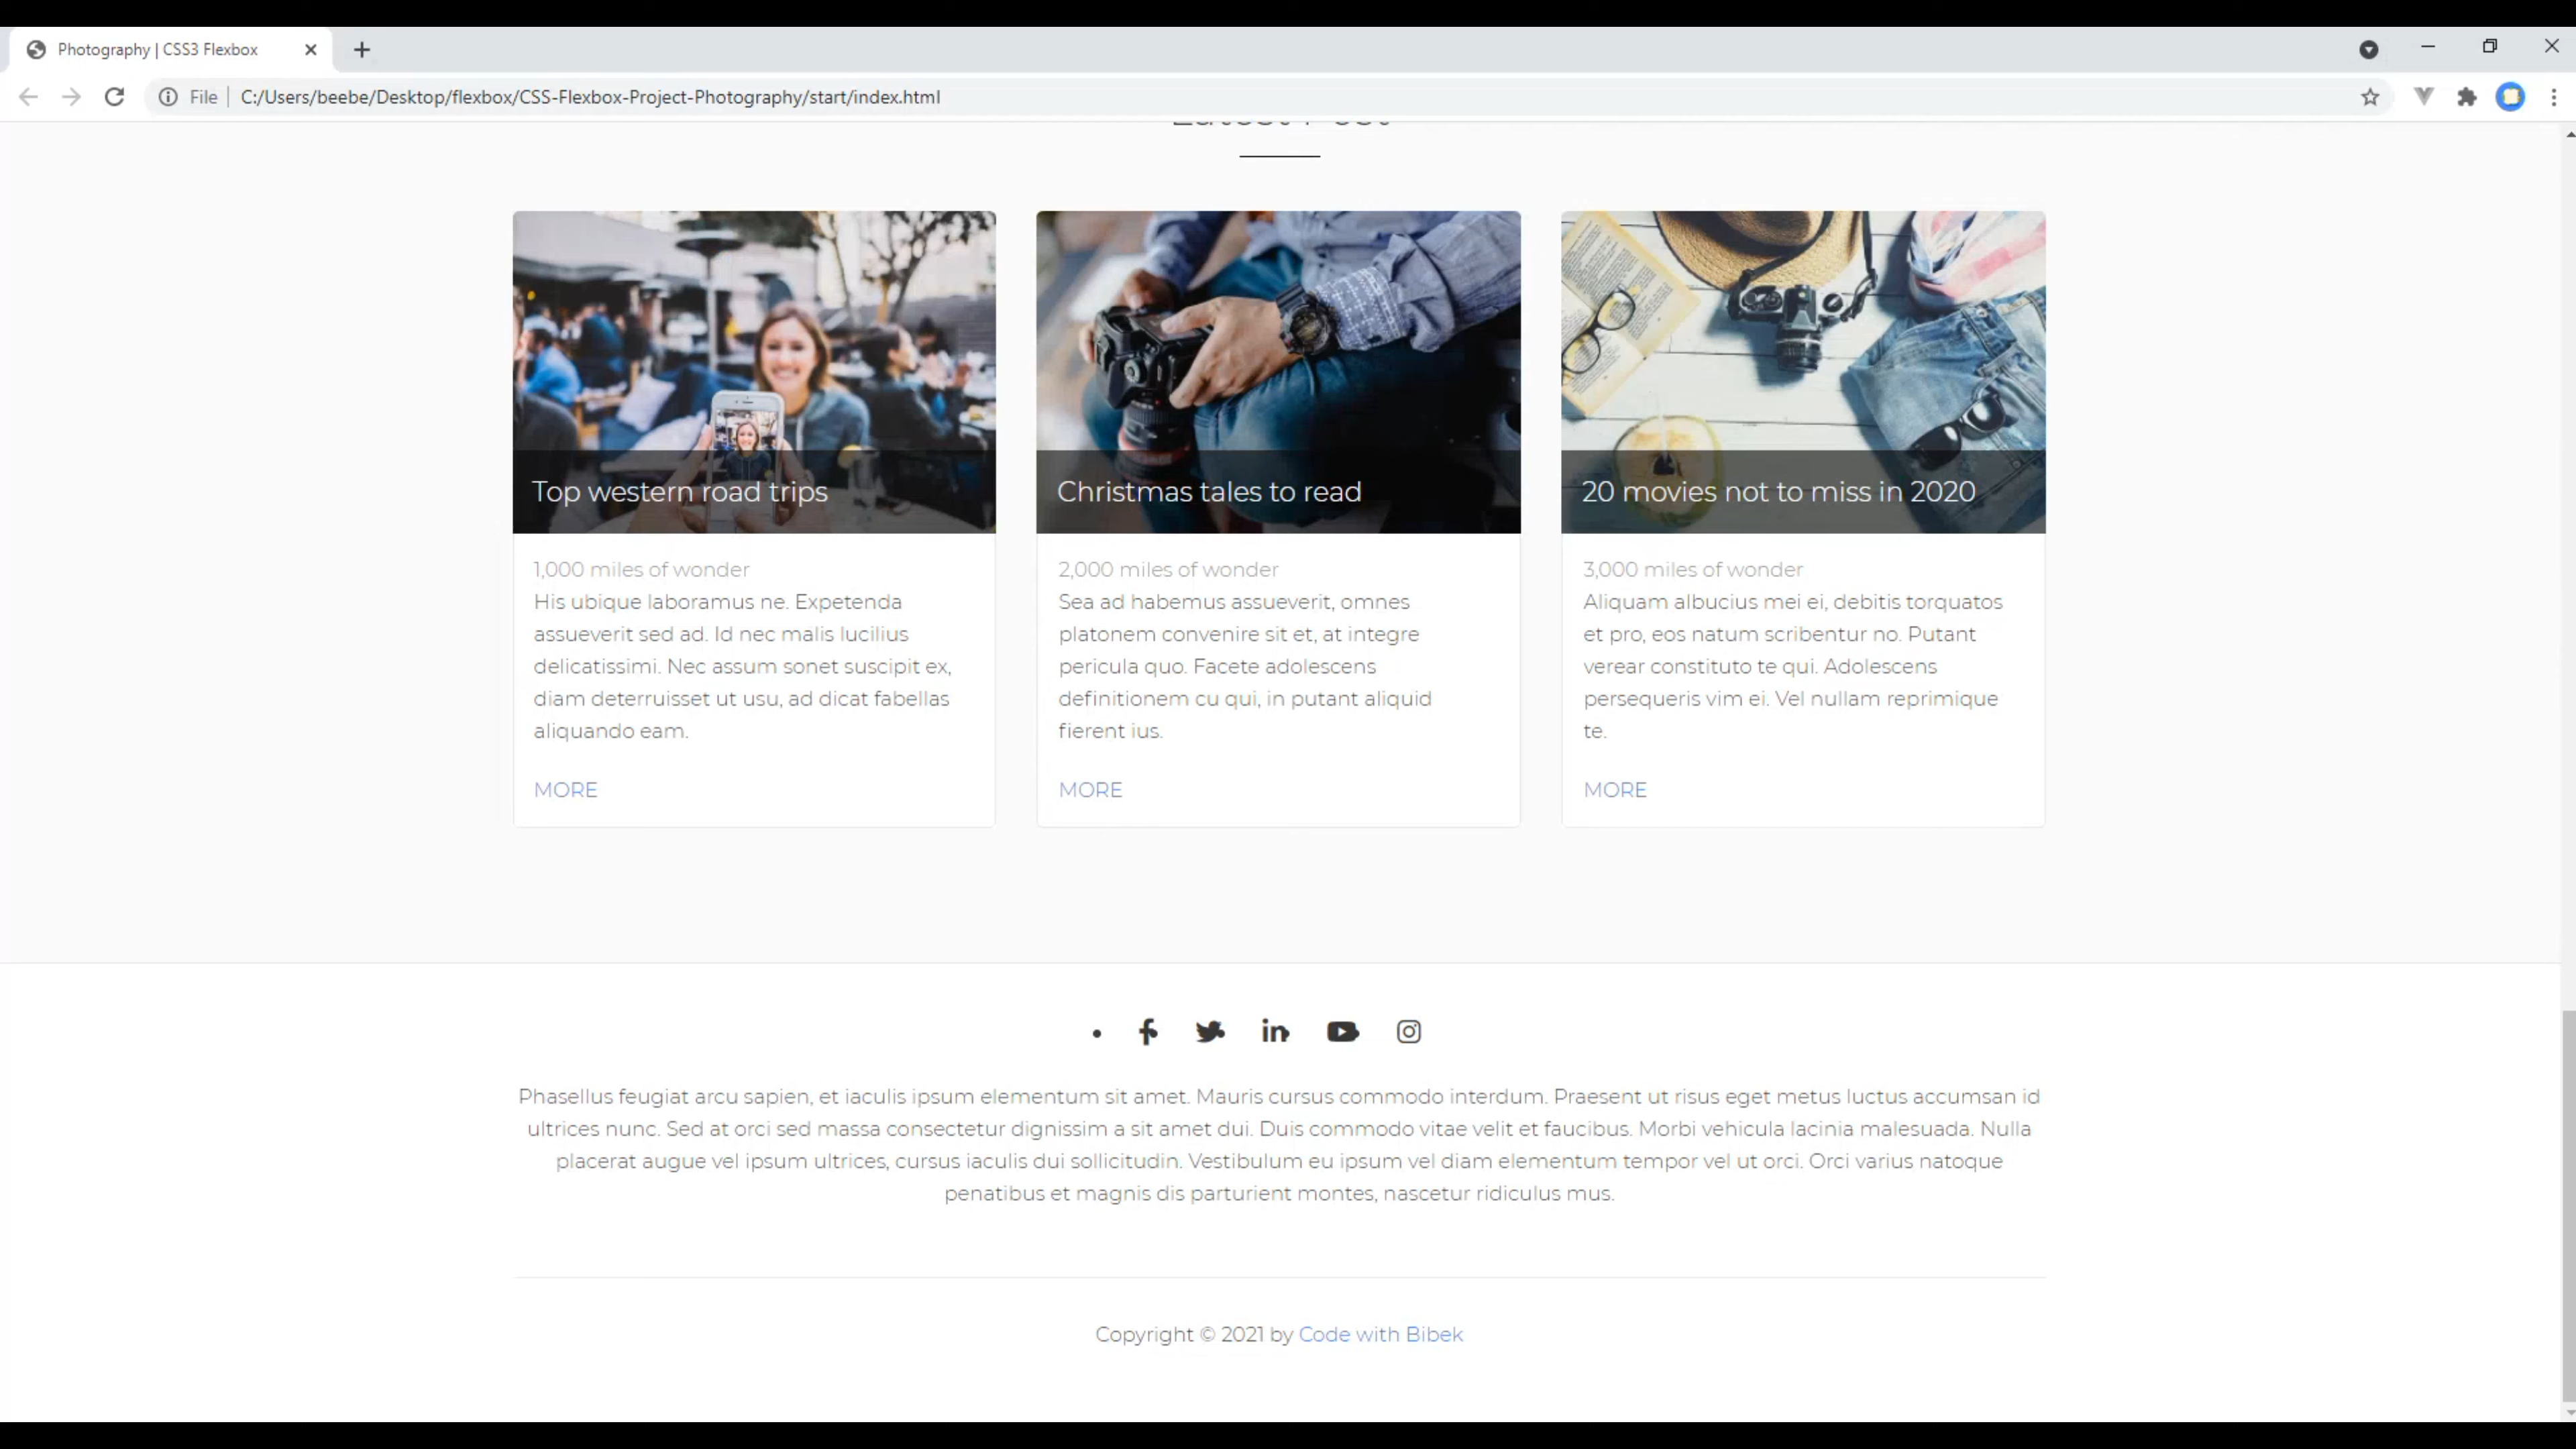 Photography | CSS3 Flexbox
File
C:/Users/beebe/Desktop/flexbox/CSS-Flexbox-Project-Photography/start/index.html
Latest Post
Top western road trips
1,000 miles of wonder
His ubique laboramus ne. Expetenda
assueverit sed ad. Id nec malis lucilius
delicatissimi. Nec assum sonet suscipit ex,
diam deterruisset ut usu, ad dicat fabellas
aliquando eam.
MORE
Christmas tales to read
2,000 miles of wonder
Sea ad habemus assueverit, omnes
platonem convenire sit et, at integre
pericula quo. Facete adolescens
definitionem cu qui, in putant aliquid
fierent ius.
MORE
20 movies not to miss in 2020
3,000 miles of wonder
Aliquam albucius mei ei, debitis torquatos
et pro, eos natum scribentur no. Putant
verear constituto te qui. Adolescens
persequeris vim ei. Vel nullam reprimique
te.
MORE
Phasellus feugiat arcu sapien, et iaculis ipsum elementum sit amet. Mauris cursus commodo interdum. Praesent ut risus eget metus luctus accumsan id
ultrices nunc. Sed at orci sed massa consectetur dignissim a sit amet dui. Duis commodo vitae velit et faucibus. Morbi vehicula lacinia malesuada. Nulla
placerat augue vel ipsum ultrices, cursus iaculis dui sollicitudin. Vestibulum eu ipsum vel diam elementum tempor vel ut orci. Orci varius natoque
penatibus et magnis dis parturient montes, nascetur ridiculus mus.
Copyright © 2021 by Code with Bibek